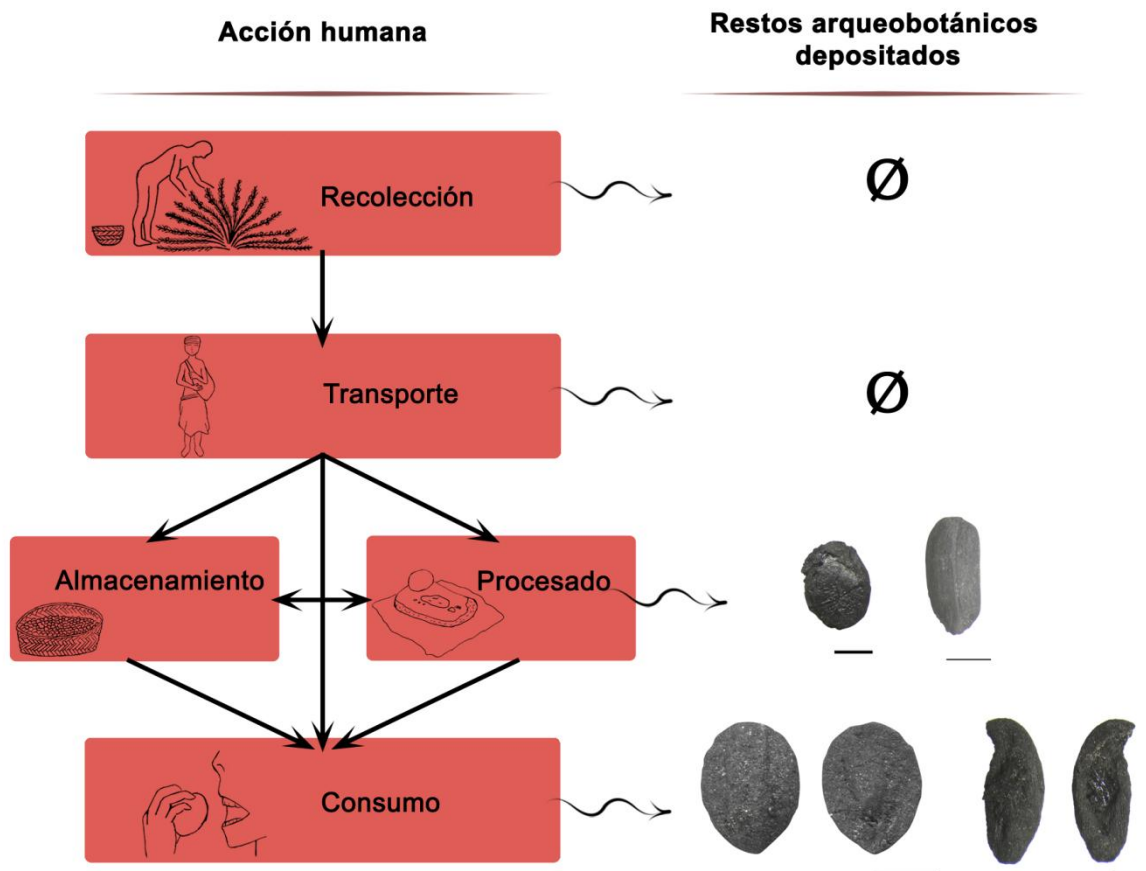 Acción humana
Restos arqueobotánicos
depositados
Recolección
Ø
Transporte
Ø
Almacenamiento
Procesado
Consumo